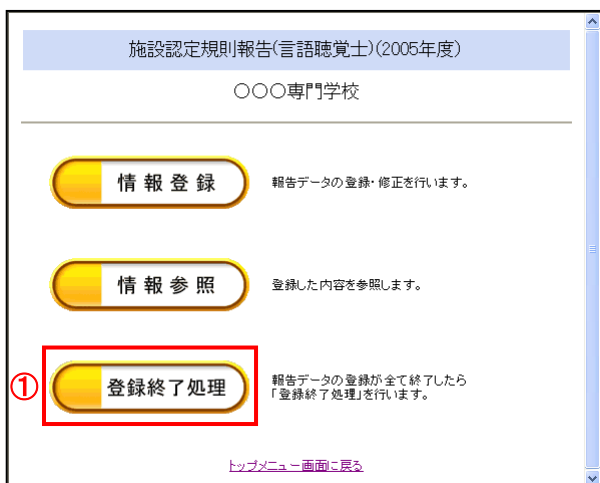 施設認定規則報告(言語聴覚士)(2005年度)
〇〇〇専門学校
情報登録
報告データの登録・修正を行います。
情報参照
登録した内容を参照します。
①
登録終了処理
報告データの登録が全て終了したら
「登録終了処理」を行います。
トップメニュー画面に戻る